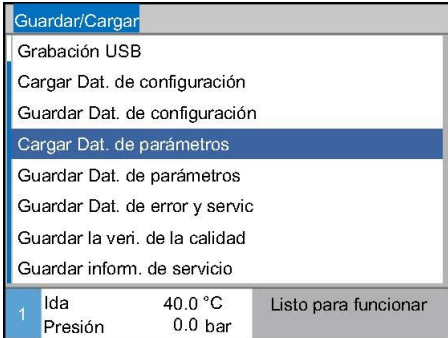 Guardar/Cargar
Grabación USB
Cargar Dat. de configuración
Guardar Dat. de configuración
Cargar Dat. de parámetros
Guardar Dat. de parámetros
Guardar Dat. de error y servic
Guardar la veri. de la calidad
Guardar inform. de servicio
1 Ida 40.0 °C Listo para funcionar
Presión 0.0 bar